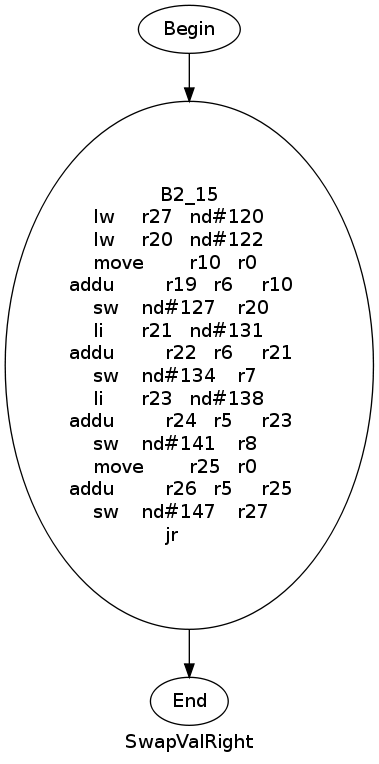 Begin
B2_15
lw r27 nd#120
lw r20 nd#122
move r10 r0
addu r19 r6 r10
sw nd#127 r20
li r21 nd#131
addu r22 r6 r21
sw nd#134 r7
li r23 nd#138
addu r24 r5 r23
sw nd#141 r8
move r25 r0
addu r26 r5 r25
sw nd#147 r27
jr
End
SwapValRight